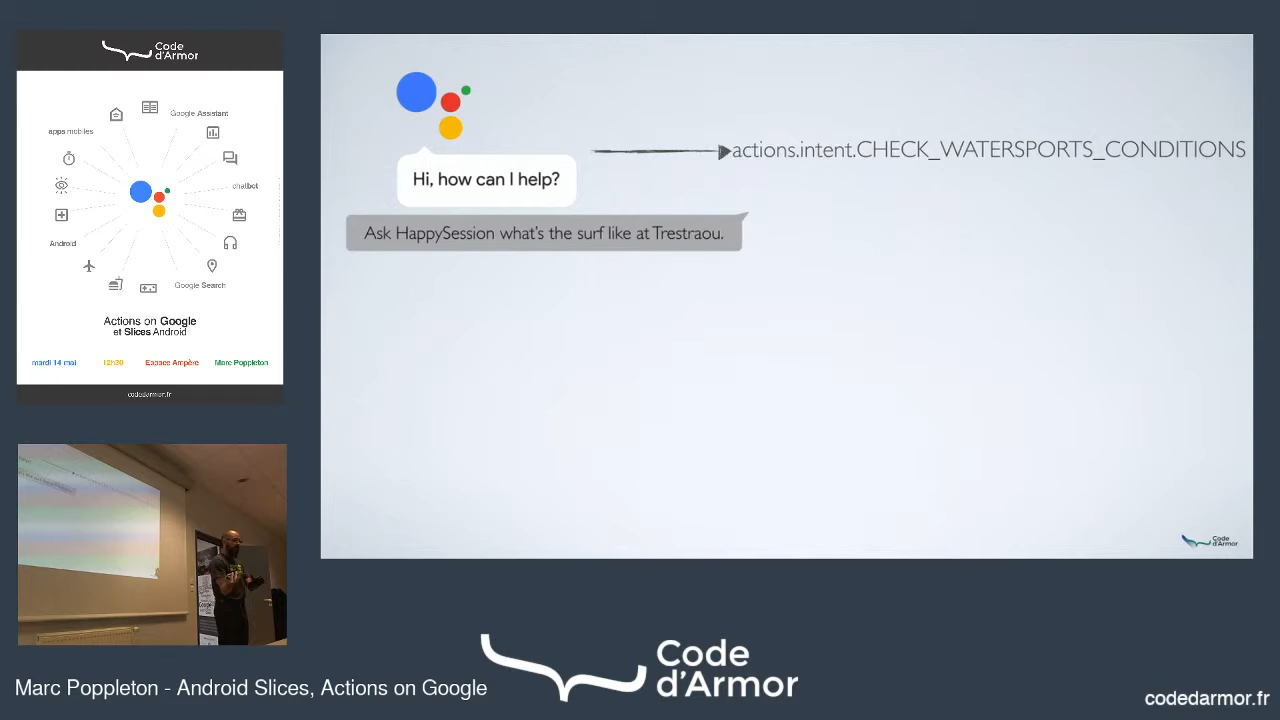 Code
d'Armor
Google Assistant
apps mobiles
chatbot
Android
Google Search
Actions on Google
et Slices Android
mardi 14 mai
12h30
Espace Ampère
Marc Poppleton
codedarmor.fr
Hi, how can I help?
actions.intent.CHECK_WATERSPORTS_CONDITIONS
Ask HappySession what's the surf like at Trestraou.
Code
d'Armor
Marc Poppleton - Android Slices, Actions on Google
Code
d'Armor
codedarmor.fr